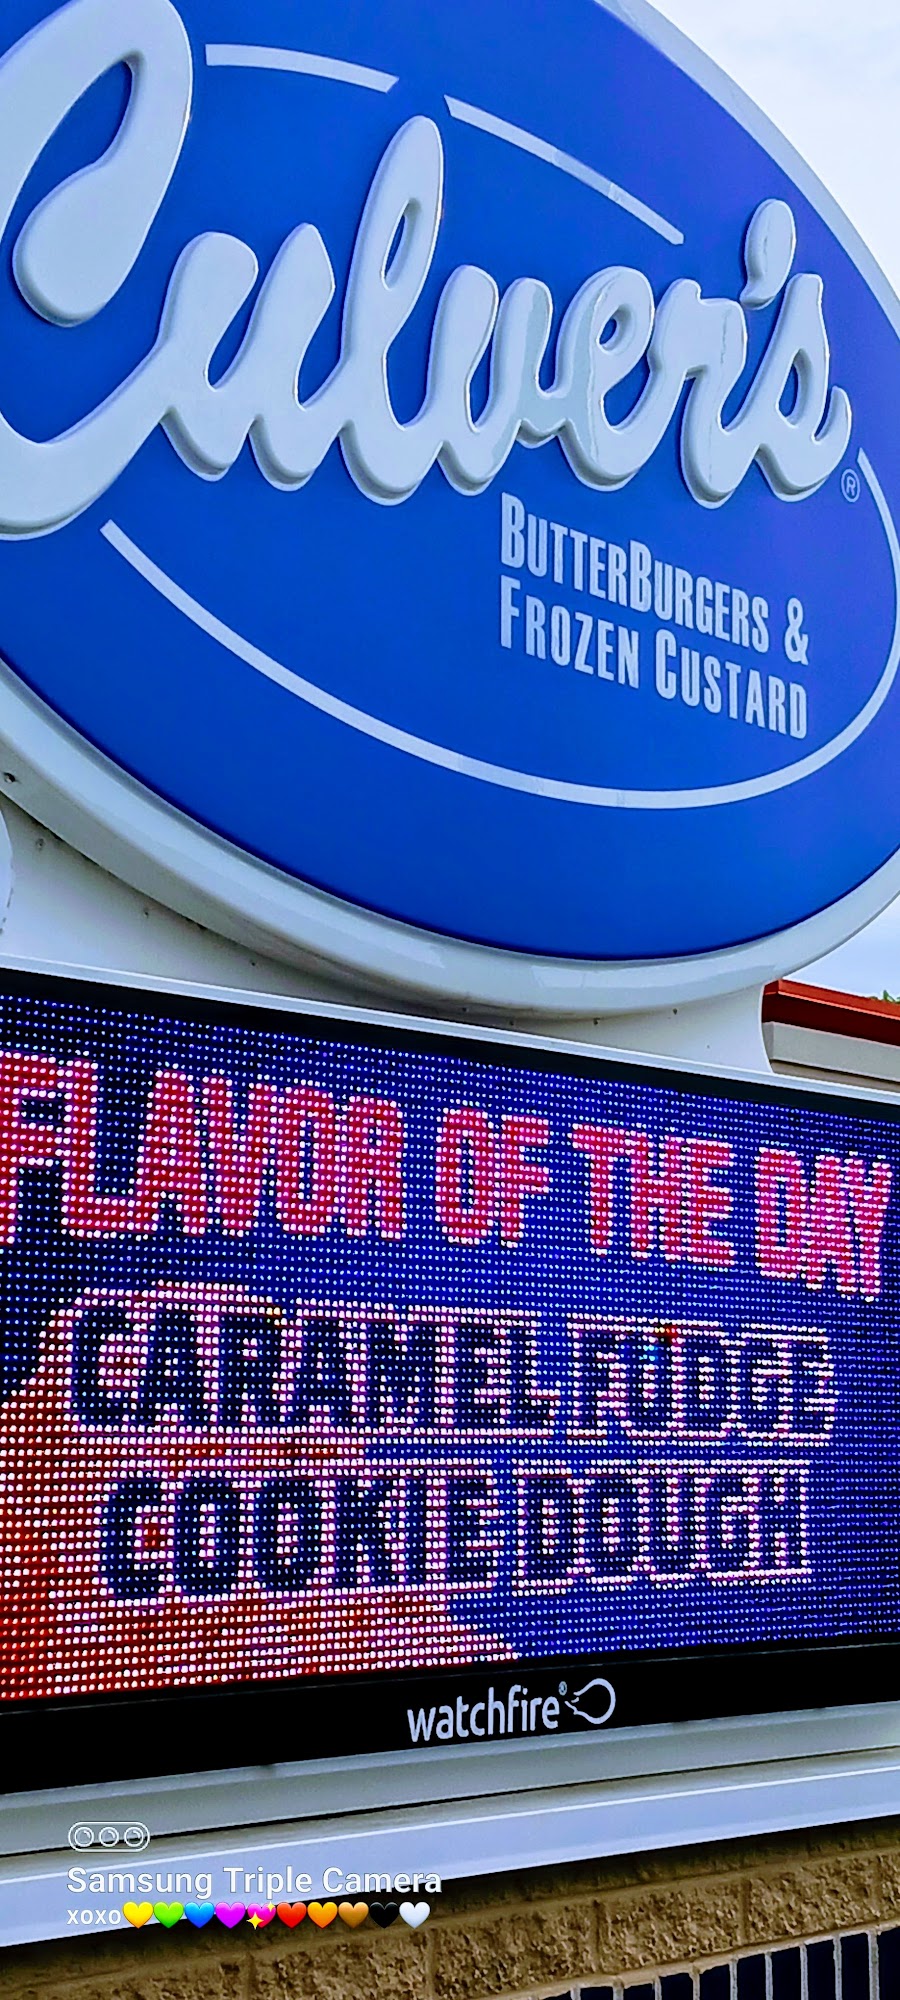 Culver's®
BUTTERBURGERS &
FROZEN CUSTARD
FLAVOR OF THE DAY
CARAMEL FUDGE
COOKIE DOUGH
watchfire®
Samsung Triple Camera
xoxo💛💚💙💜💖❤️🧡🤎🖤🤍